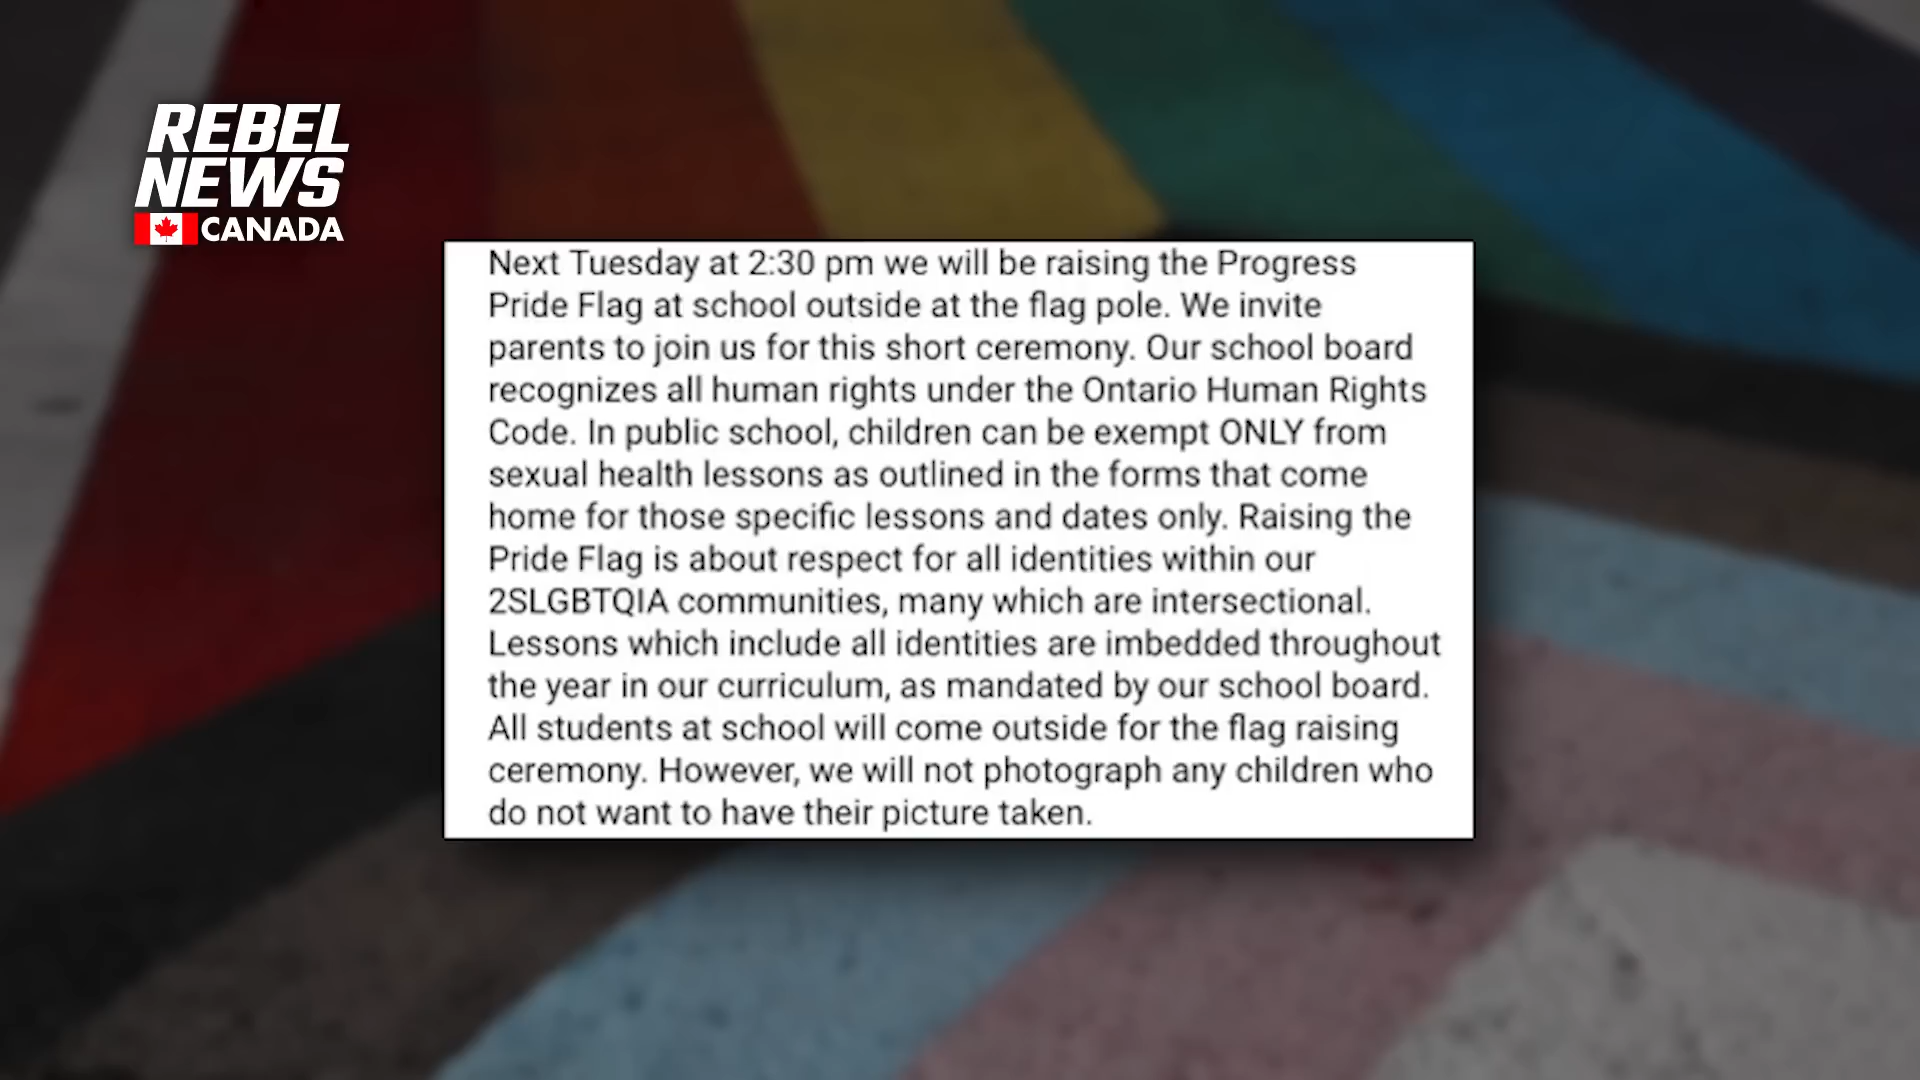 REBEL
NEWS
CANADA
Next Tuesday at 2:30 pm we will be raising the Progress
Pride Flag at school outside at the flag pole. We invite
parents to join us for this short ceremony. Our school board
recognizes all human rights under the Ontario Human Rights
Code. In public school, children can be exempt ONLY from
sexual health lessons as outlined in the forms that come
home for those specific lessons and dates only. Raising the
Pride Flag is about respect for all identities within our
2SLGBTQIA communities, many which are intersectional.
Lessons which include all identities are imbedded throughout
the year in our curriculum, as mandated by our school board.
All students at school will come outside for the flag raising
ceremony. However, we will not photograph any children who
do not want to have their picture taken.